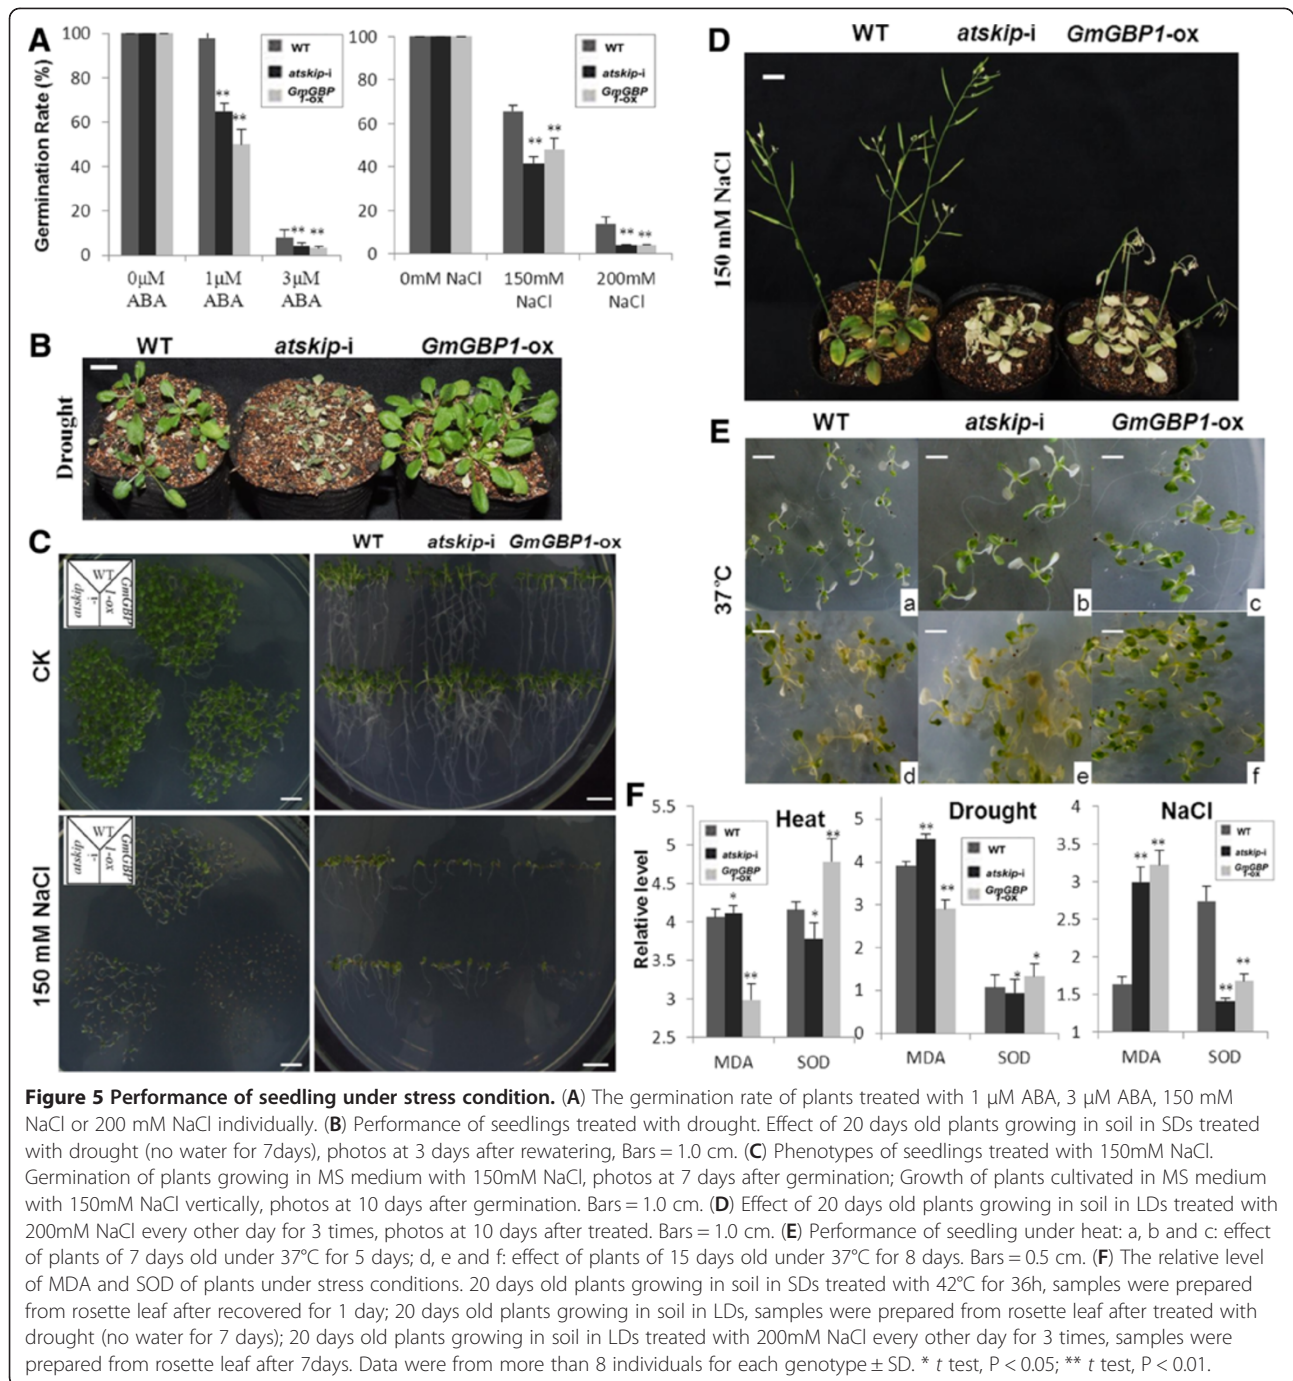 A
Germination Rate (%)
100
80
60
40
20
0
WT
atskip-i
GmGBP
1-ox
**
**
**
**
0μM
ABA
1μM
ABA
3μM
ABA
100
80
60
40
20
0
WT
atskip-i
GmGBP
1-ox
**
**
**
**
0mM NaCl
150mM
NaCl
200mM
NaCl
B
WT
atskip-i
GmGBP1-ox
Drought
C
WT
atskip-i
GmGBP1-ox
CK
WT
atskip
-i
GmGBP
1-ox
150 mM NaCl
WT
atskip
-i
GmGBP
1-ox
D
WT
atskip-i
GmGBP1-ox
150 mM NaCl
E
WT
atskip-i
GmGBP1-ox
37°C
a
b
c
d
e
f
F
Relative level
Heat
5.5
5
4.5
4
3.5
3
2.5
WT
atskip-i
GmGBP
1-ox
*
**
*
**
MDA
SOD
Drought
5
4
3
2
1
0
WT
atskip-i
GmGBP
1-ox
**
**
*
*
MDA
SOD
NaCl
4
3.5
3
2.5
2
1.5
1
WT
atskip-i
GmGBP
1-ox
**
**
**
**
MDA
SOD
Figure 5 Performance of seedling under stress condition. (A) The germination rate of plants treated with 1 μM ABA, 3 μM ABA, 150 mM
NaCl or 200 mM NaCl individually. (B) Performance of seedlings treated with drought. Effect of 20 days old plants growing in soil in SDs treated
with drought (no water for 7days), photos at 3 days after rewatering, Bars = 1.0 cm. (C) Phenotypes of seedlings treated with 150mM NaCl.
Germination of plants growing in MS medium with 150mM NaCl, photos at 7 days after germination; Growth of plants cultivated in MS medium
with 150mM NaCl vertically, photos at 10 days after germination. Bars = 1.0 cm. (D) Effect of 20 days old plants growing in soil in LDs treated with
200mM NaCl every other day for 3 times, photos at 10 days after treated. Bars = 1.0 cm. (E) Performance of seedling under heat: a, b and c: effect
of plants of 7 days old under 37°C for 5 days; d, e and f: effect of plants of 15 days old under 37°C for 8 days. Bars = 0.5 cm. (F) The relative level
of MDA and SOD of plants under stress conditions. 20 days old plants growing in soil in SDs treated with 42°C for 36h, samples were prepared
from rosette leaf after recovered for 1 day; 20 days old plants growing in soil in LDs, samples were prepared from rosette leaf after treated with
drought (no water for 7 days); 20 days old plants growing in soil in LDs treated with 200mM NaCl every other day for 3 times, samples were
prepared from rosette leaf after 7days. Data were from more than 8 individuals for each genotype ± SD. * t test, P < 0.05; ** t test, P < 0.01.